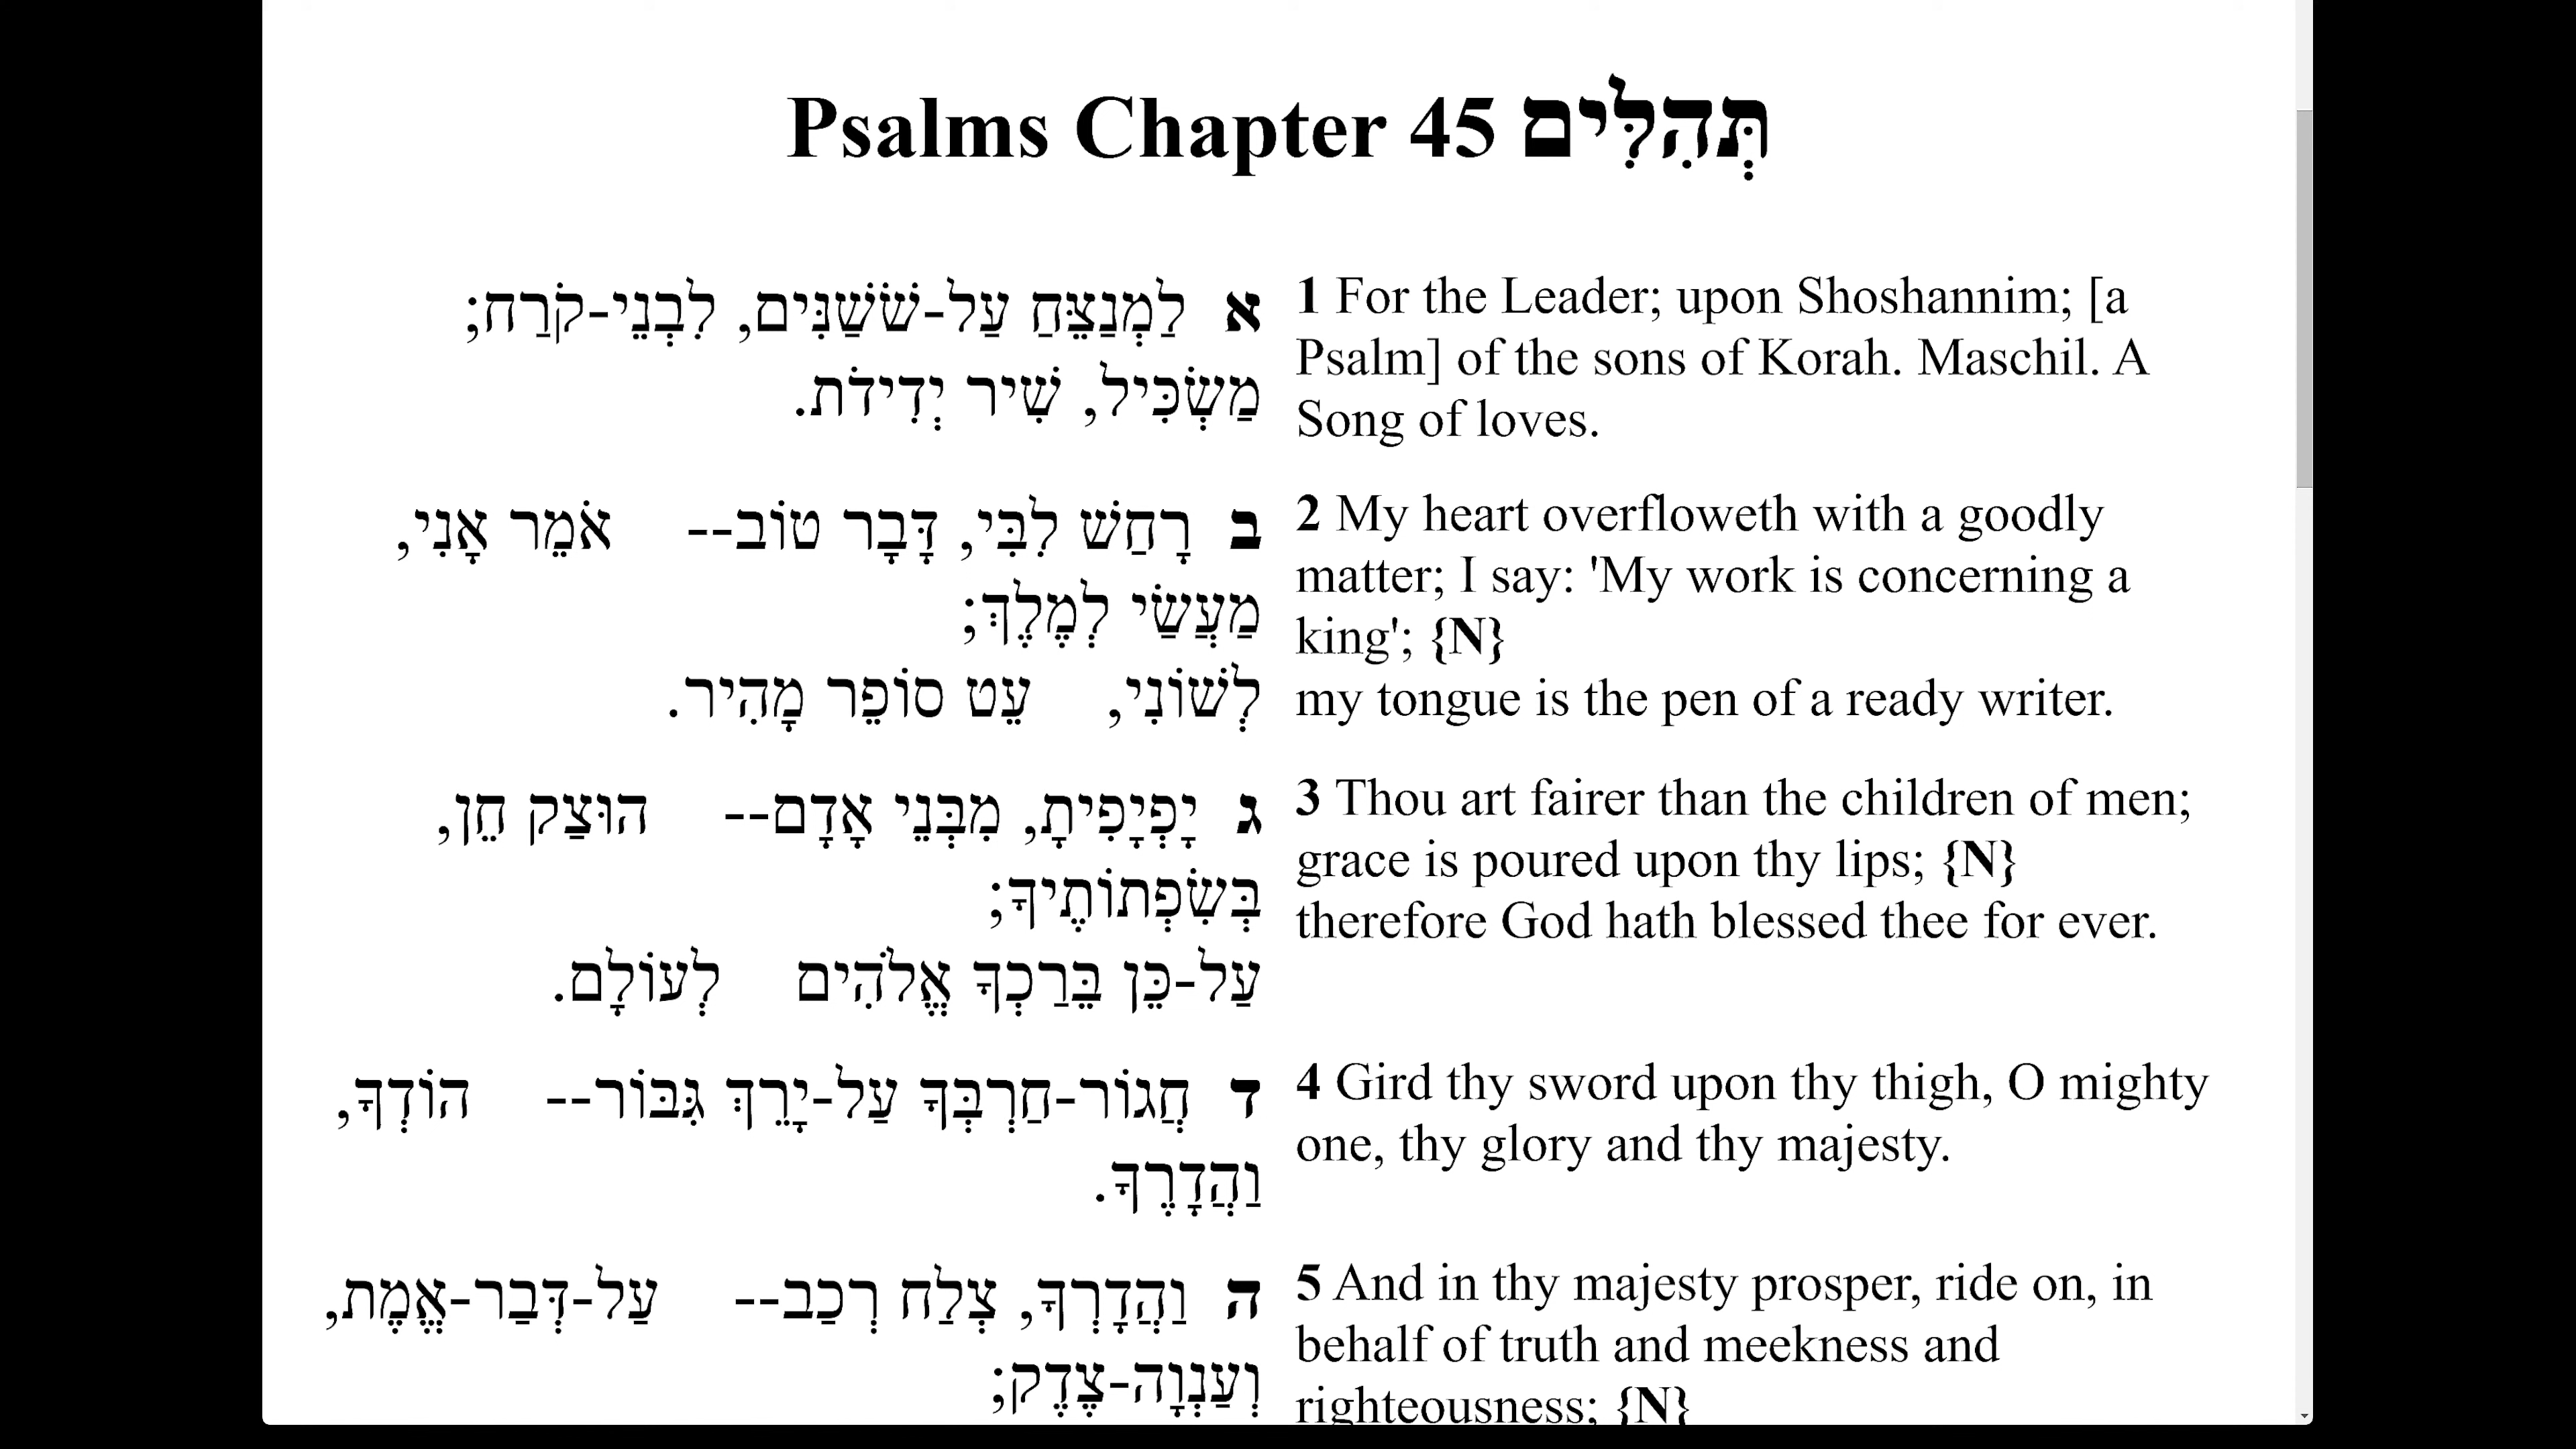 Psalms Chapter 45 תְּהִלִּים
א לַמְנַצֵּחַ עַל-שֹׁשַׁנִּים, לִבְנֵי-קֹרַח;
מַשְׂכִּיל, שִׁיר יְדִידֹת.
1 For the Leader; upon Shoshannim; [a
Psalm] of the sons of Korah. Maschil. A
Song of loves.
ב רָחַשׁ לִבִּי, דָּבָר טוֹב-- אֹמֵר אָנִי,
מַעֲשַׂי לְמֶלֶךְ;
לְשׁוֹנִי, עֵט סוֹפֵר מָהִיר.
2 My heart overfloweth with a goodly
matter; I say: 'My work is concerning a
king'; {N}
my tongue is the pen of a ready writer.
ג יָפְיָפִיתָ, מִבְּנֵי אָדָם-- הוּצַק חֵן,
בְּשִׂפְתוֹתֶיךָ;
עַל-כֵּן בֵּרַכְךָ אֱלֹהִים לְעוֹלָם.
3 Thou art fairer than the children of men;
grace is poured upon thy lips; {N}
therefore God hath blessed thee for ever.
ד חֲגוֹר-חַרְבְּךָ עַל-יָרֵךְ גִּבּוֹר-- הוֹדְךָ,
וַהֲדָרֶךָ.
4 Gird thy sword upon thy thigh, O mighty
one, thy glory and thy majesty.
ה וַהֲדָרְךָ, צְלַח רְכַב-- עַל-דְּבַר-אֱמֶת,
וְעַנְוָה-צֶדֶק;
5 And in thy majesty prosper, ride on, in
behalf of truth and meekness and
righteousness; {N}